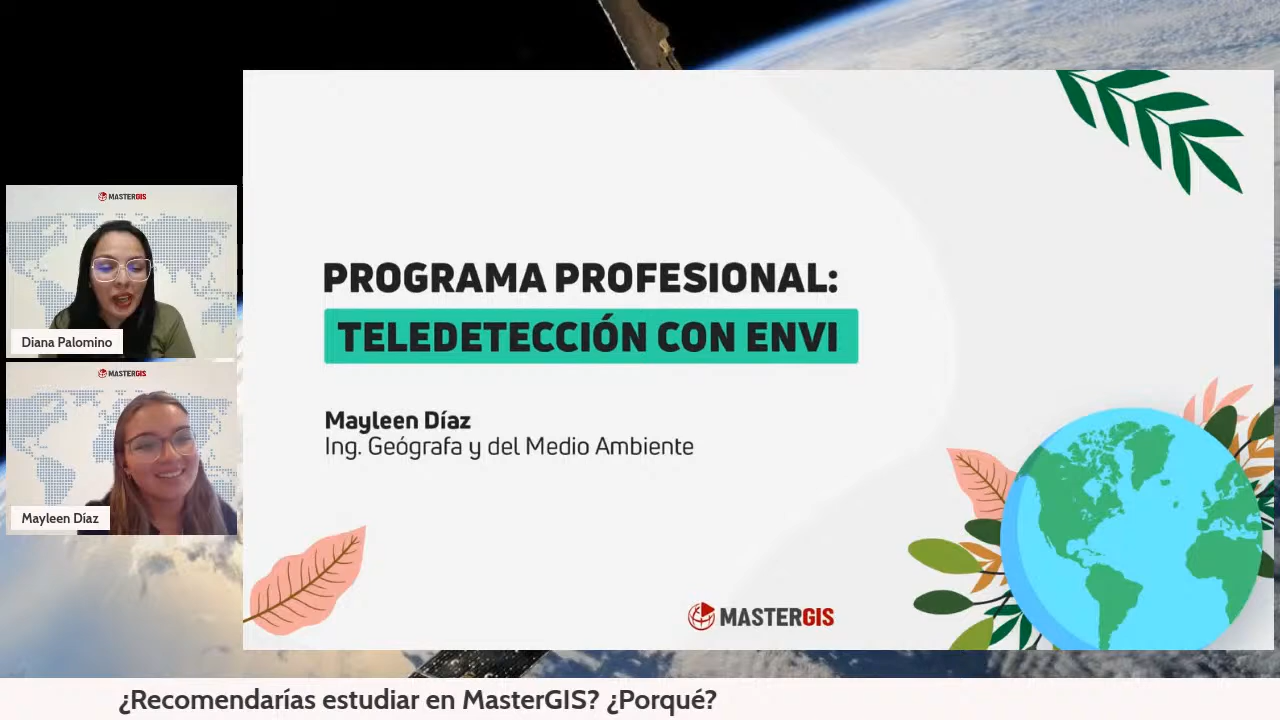 MASTERGIS
Diana Palomino
MASTERGIS
Mayleen Díaz
PROGRAMA PROFESIONAL:
TELEDETECCIÓN CON ENVI
Mayleen Díaz
Ing. Geógrafa y del Medio Ambiente
MASTERGIS
¿Recomendarías estudiar en MasterGIS? ¿Porqué?